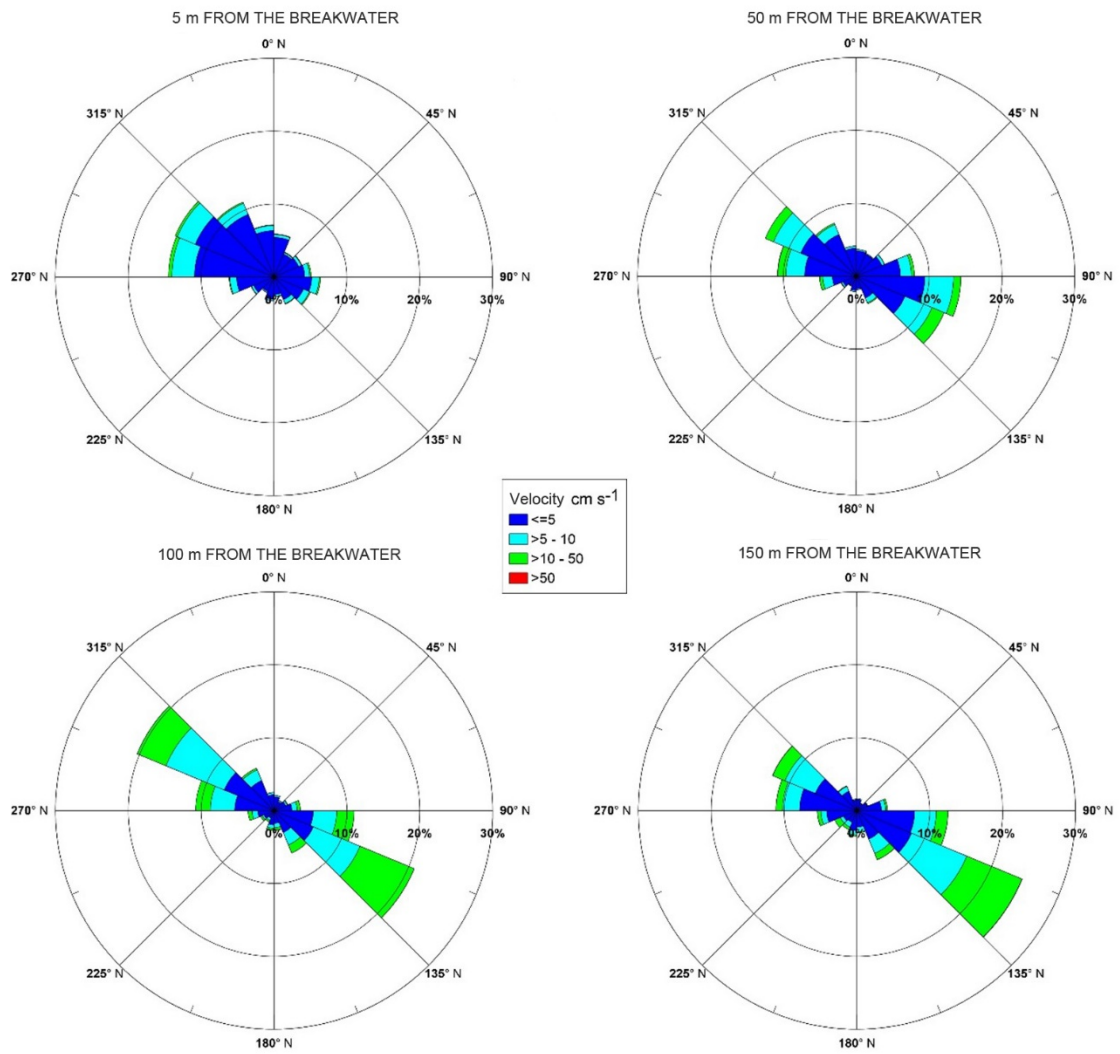 5 m FROM THE BREAKWATER
50 m FROM THE BREAKWATER
0° N
0° N
315° N
45° N
315° N
45° N
270° N
0%
10%
20%
30%
90° N
270° N
0%
10%
20%
30%
90° N
225° N
135° N
225° N
135° N
180° N
180° N
Velocity cm s-1
<=5
>5 - 10
>10 - 50
>50
100 m FROM THE BREAKWATER
150 m FROM THE BREAKWATER
0° N
0° N
315° N
45° N
315° N
45° N
270° N
0%
10%
20%
30%
90° N
270° N
0%
10%
20%
30%
90° N
225° N
135° N
225° N
135° N
180° N
180° N